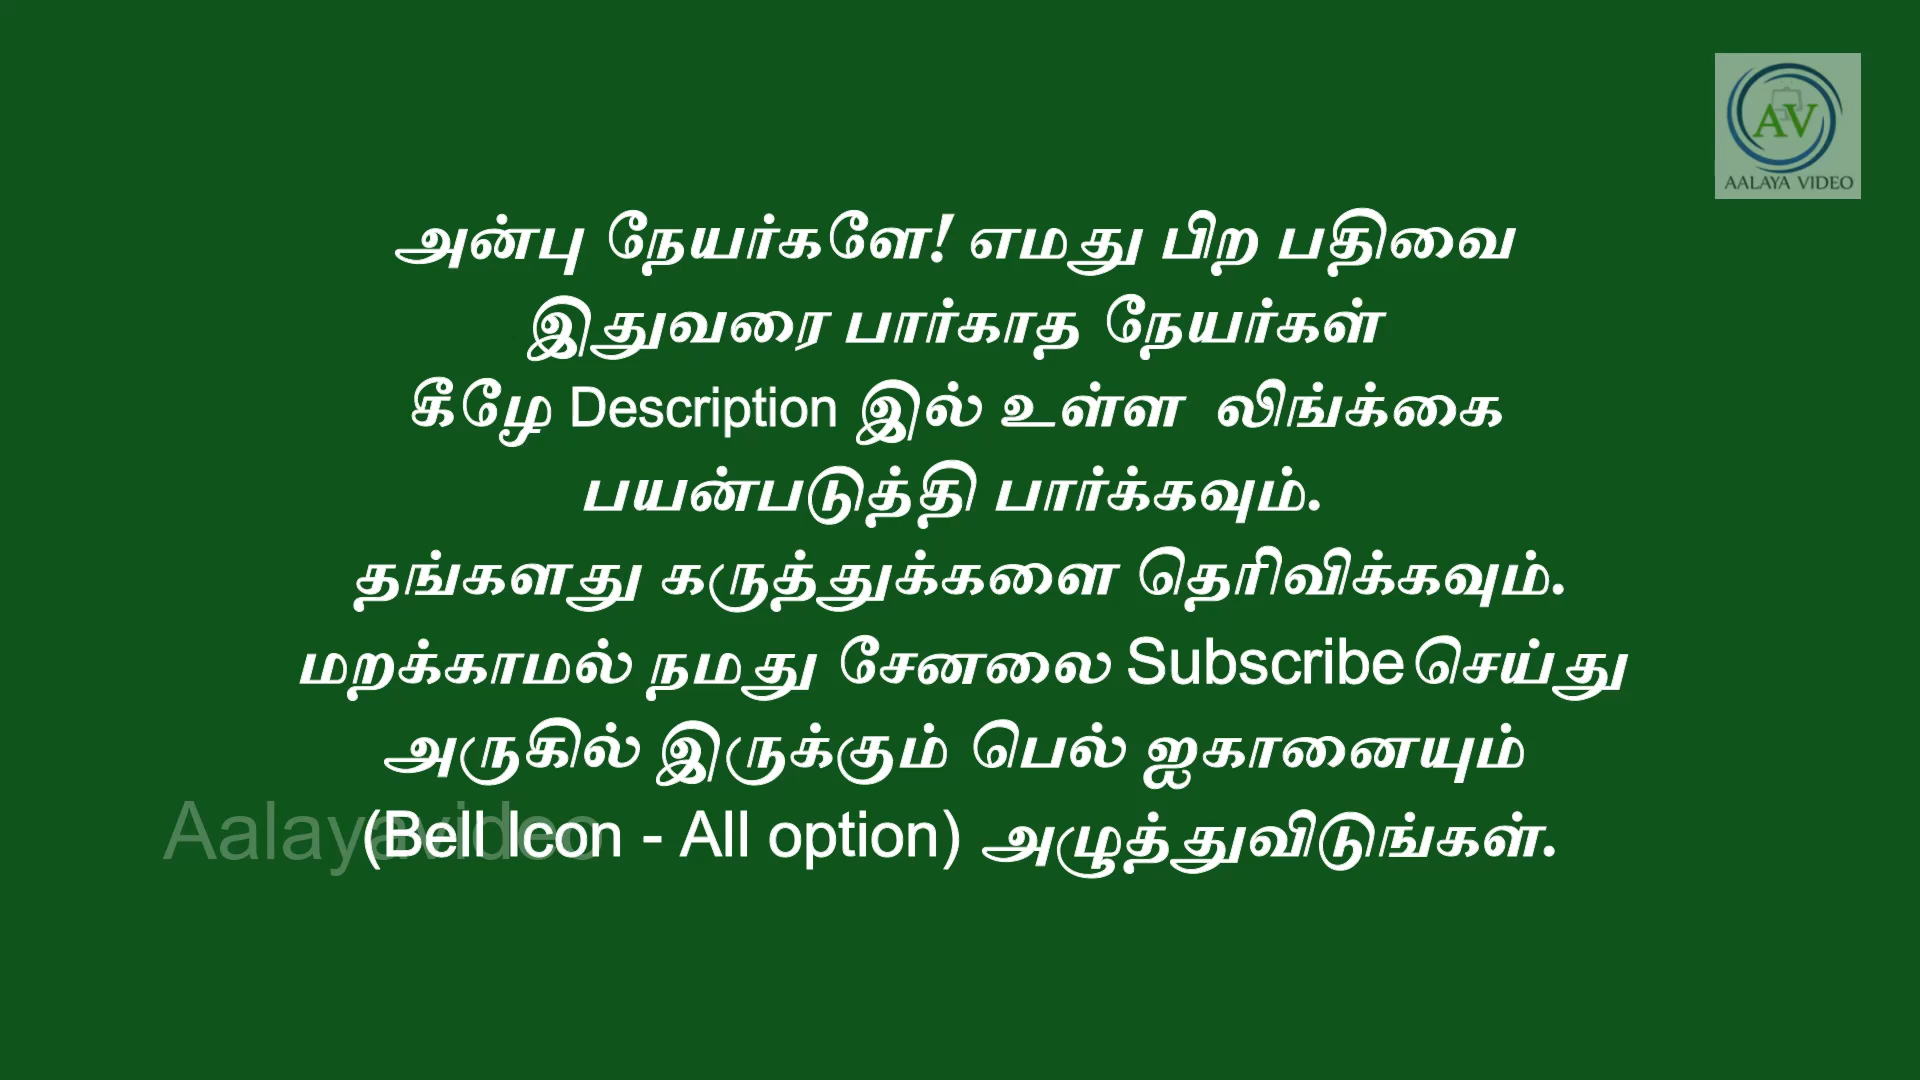 AV
AALAYA VIDEO
அன்பு நேயர்களே! எமது பிற பதிவை
இதுவரை பார்காத நேயர்கள்
கீழே Description இல் உள்ள லிங்க்கை
பயன்படுத்தி பார்க்கவும்.
தங்களது கருத்துக்களை தெரிவிக்கவும்.
மறக்காமல் நமது சேனலை Subscribe செய்து
அருகில் இருக்கும் பெல் ஐகானையும்
(Bell Icon - All option) அழுத்துவிடுங்கள்.
Aalayavideo